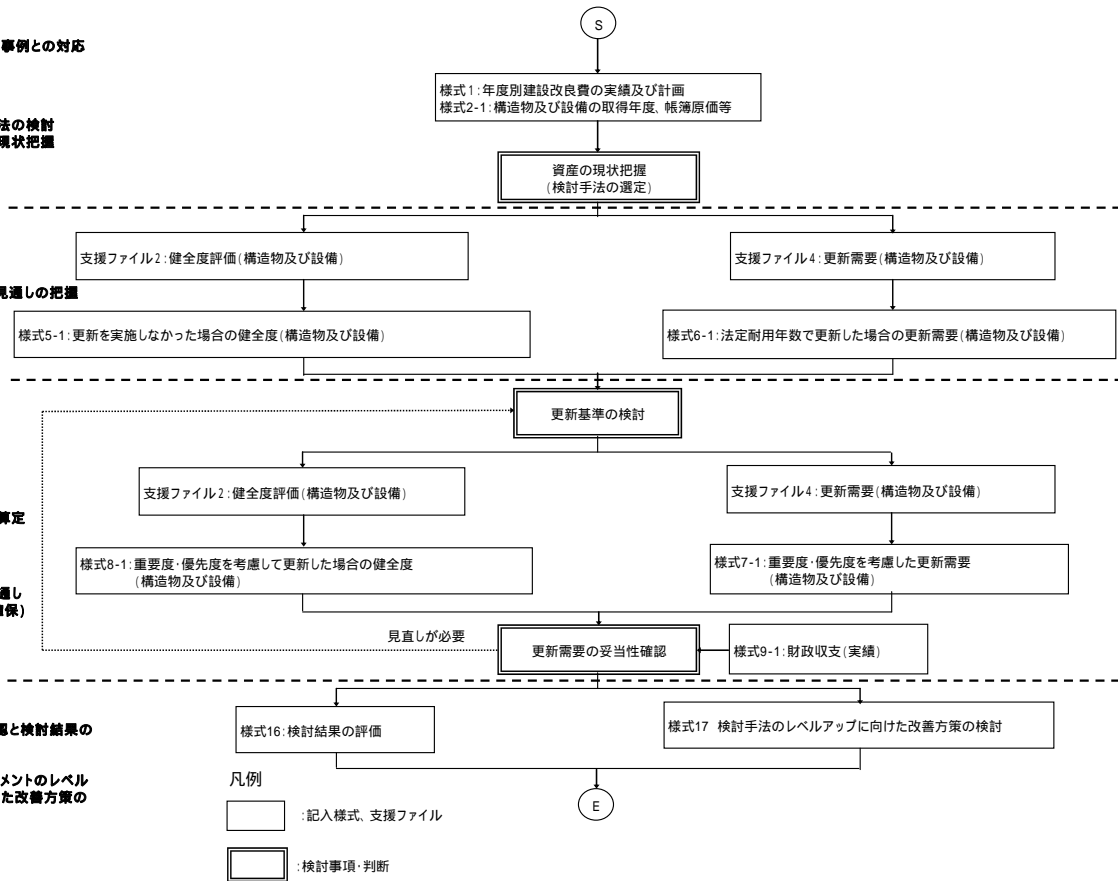 S
事例との対応
様式1:年度別建設改良費の実績及び計画
様式2-1:構造物及び設備の取得年度、帳簿原価等
法の検討
現状把握
資産の現状把握
(検討手法の選定)
支援ファイル2:健全度評価(構造物及び設備)
支援ファイル4:更新需要(構造物及び設備)
見通しの把握
様式5-1:更新を実施しなかった場合の健全度(構造物及び設備)
様式6-1:法定耐用年数で更新した場合の更新需要(構造物及び設備)
更新基準の検討
支援ファイル2:健全度評価(構造物及び設備)
支援ファイル4:更新需要(構造物及び設備)
算定
様式8-1:重要度・優先度を考慮して更新した場合の健全度
(構造物及び設備)
様式7-1:重要度・優先度を考慮した更新需要
(構造物及び設備)
通し
確保)
見直しが必要
更新需要の妥当性確認
様式9-1:財政収支(実績)
認と検討結果の
様式16:検討結果の評価
様式17 検討手法のレベルアップに向けた改善方策の検討
メントのレベル
た改善方策の
凡例
E
:記入様式、支援ファイル
:検討事項・判断